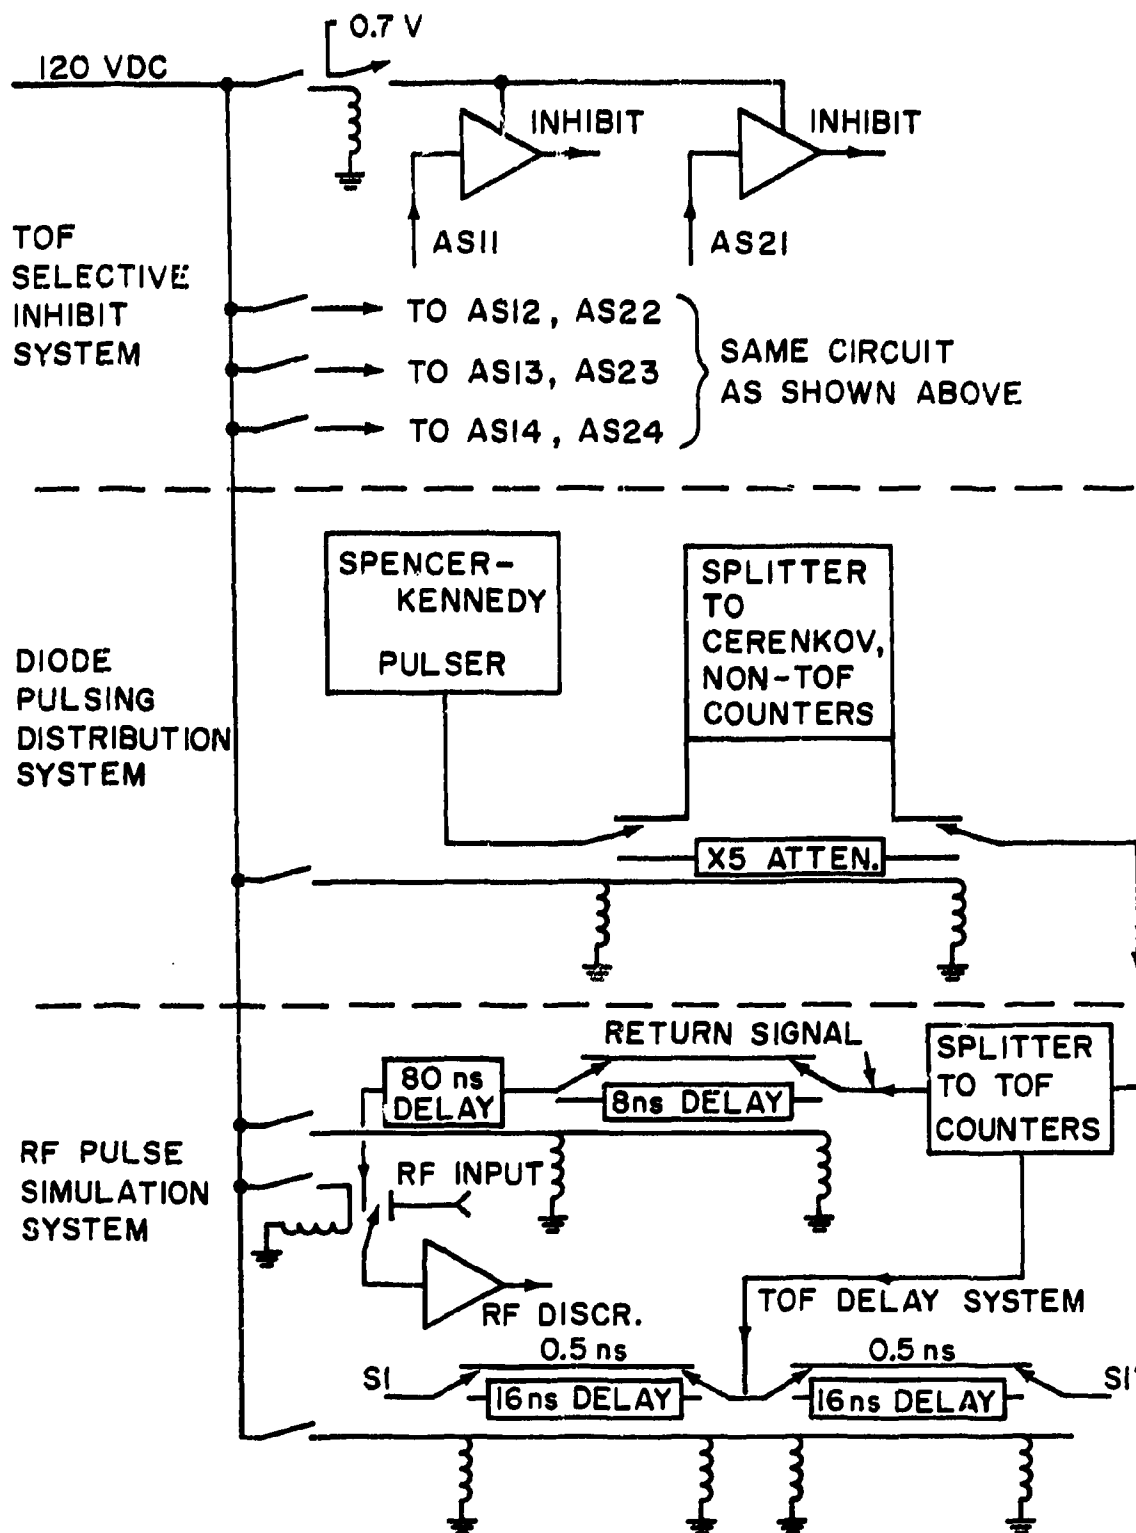 0.7 V
120 VDC
INHIBIT
INHIBIT
AS11
AS21
TOF
SELECTIVE
INHIBIT
SYSTEM
TO AS12, AS22
TO AS13, AS23
TO AS14, AS24
SAME CIRCUIT
AS SHOWN ABOVE
DIODE
PULSING
DISTRIBUTION
SYSTEM
SPENCER-
KENNEDY
PULSER
SPLITTER
TO
CERENKOV,
NON-TOF
COUNTERS
X5 ATTEN.
RF PULSE
SIMULATION
SYSTEM
RETURN SIGNAL
80 ns
DELAY
8ns DELAY
SPLITTER
TO TOF
COUNTERS
RF INPUT
RF DISCR.
TOF DELAY SYSTEM
0.5 ns
0.5 ns
S1
16ns DELAY
16ns DELAY
S1'